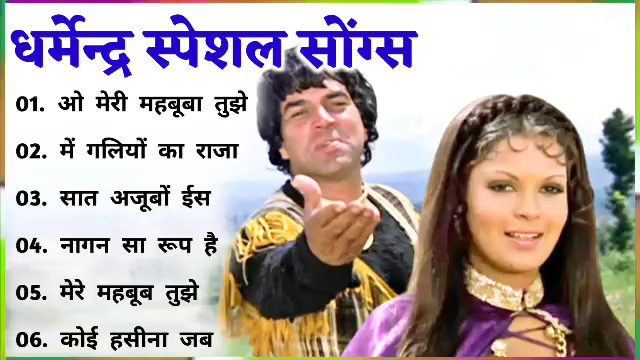 धर्मेन्द्र स्पेशल सोंग्स
01. ओ मेरी महबूबा तुझे
02. में गलियों का राजा
03. सात अजूबों ईस
04. नागन सा रूप है
05. मेरे महबूब तुझे
06. कोई हसीना जब